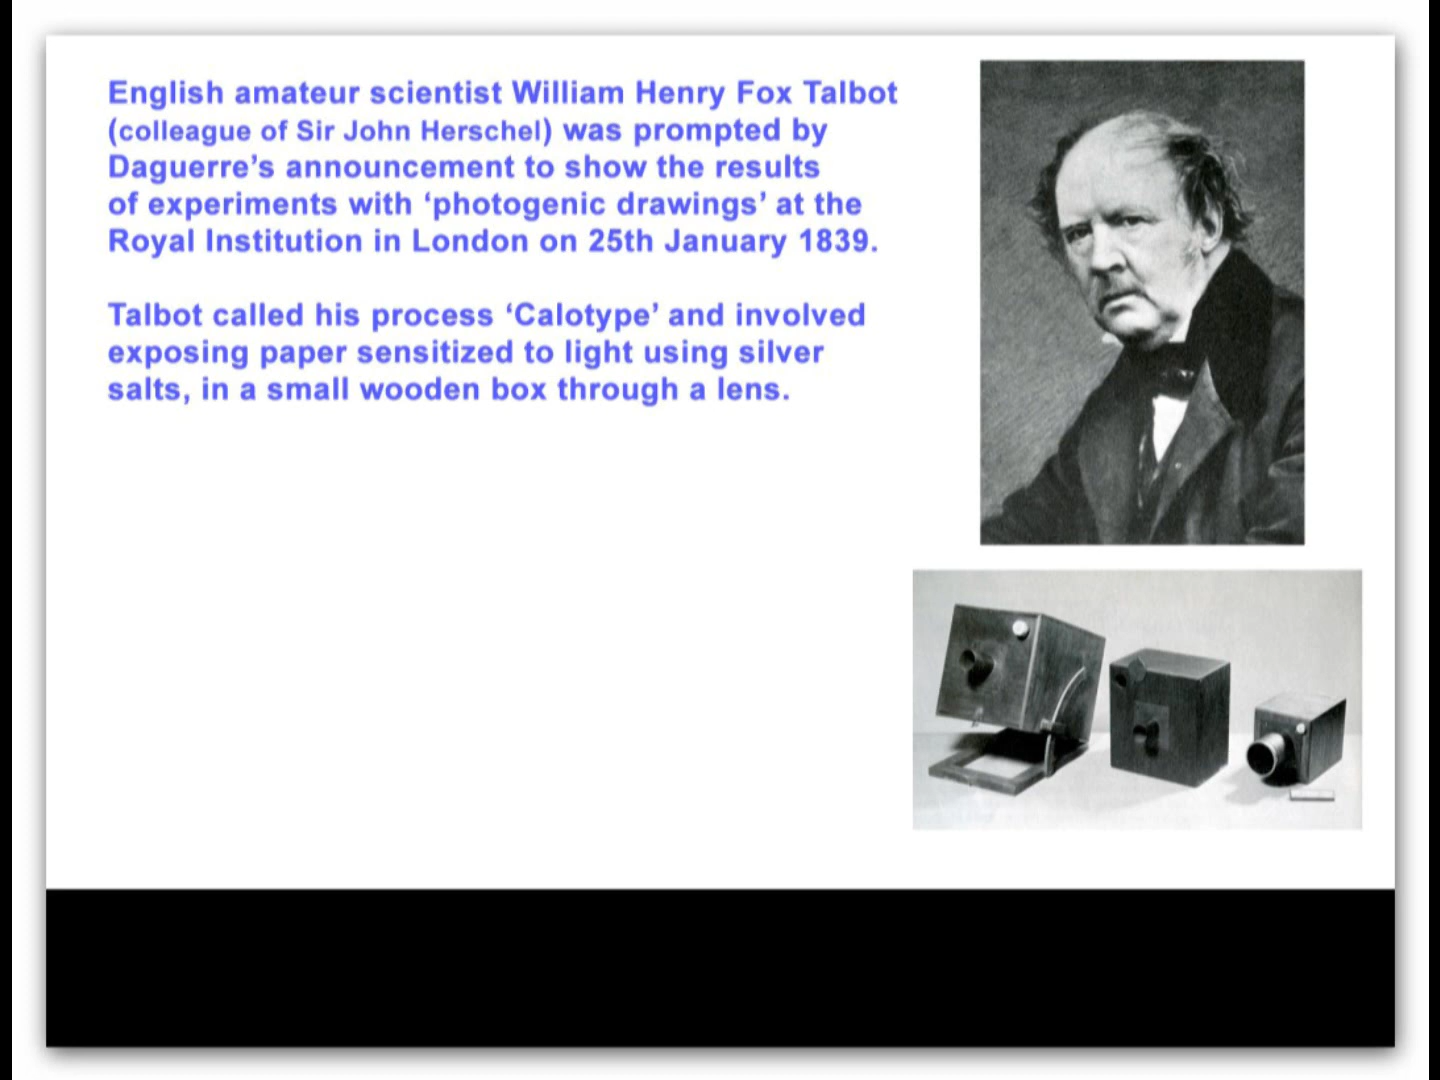 English amateur scientist William Henry Fox Talbot
(colleague of Sir John Herschel) was prompted by
Daguerre’s announcement to show the results
of experiments with ‘photogenic drawings’ at the
Royal Institution in London on 25th January 1839.
Talbot called his process ‘Calotype’ and involved
exposing paper sensitized to light using silver
salts, in a small wooden box through a lens.